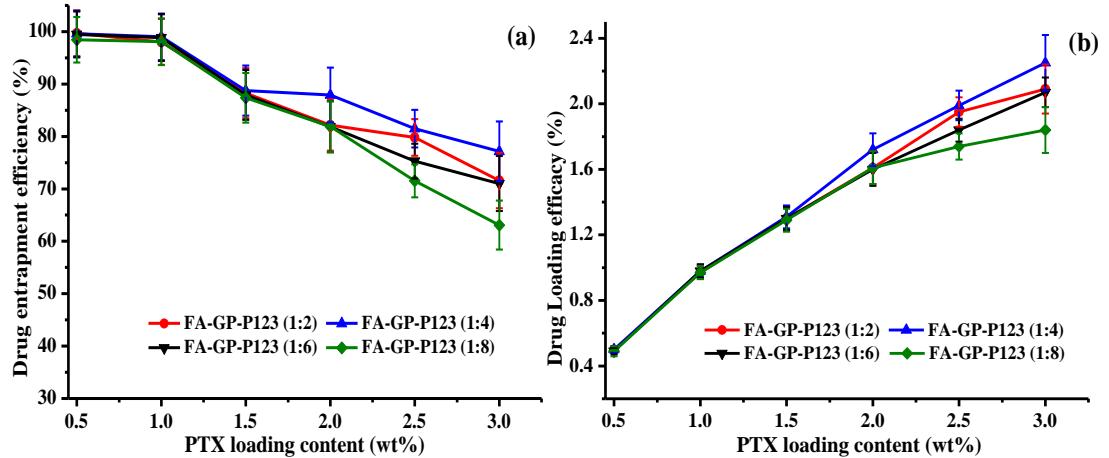 (a)
Drug entrapment efficiency (%)
100
90
80
70
60
50
40
30
FA-GP-P123 (1:2) FA-GP-P123 (1:4)
FA-GP-P123 (1:6) FA-GP-P123 (1:8)
0.5 1.0 1.5 2.0 2.5 3.0
PTX loading content (wt%)
(b)
Drug Loading efficacy (%)
2.4
2.0
1.6
1.2
0.8
0.4
FA-GP-P123 (1:2) FA-GP-P123 (1:4)
FA-GP-P123 (1:6) FA-GP-P123 (1:8)
0.5 1.0 1.5 2.0 2.5 3.0
PTX loading content (wt%)